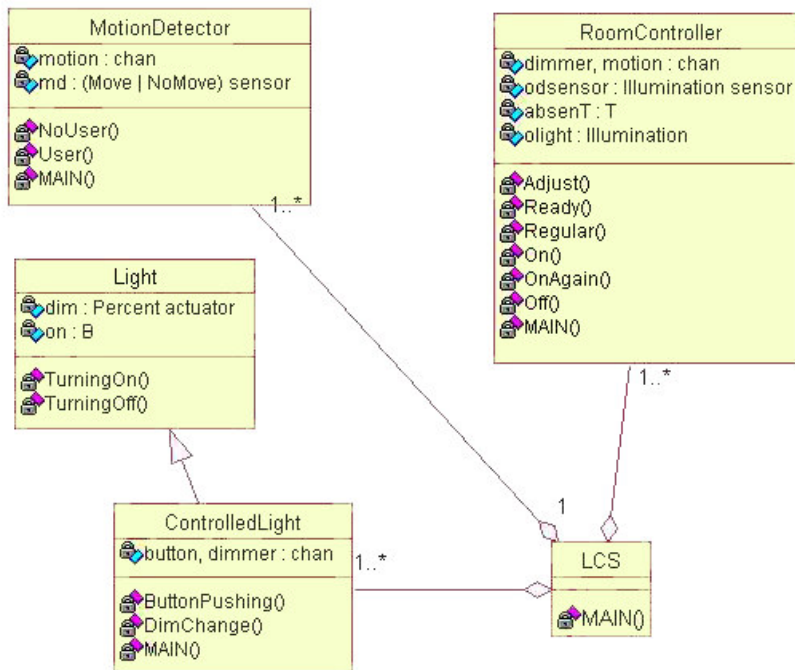 MotionDetector
motion : chan
md : (Move | NoMove) sensor
NoUser()
User()
MAIN()
1..*
RoomController
dimmer, motion : chan
odsensor : Illumination sensor
absenT : T
olight : Illumination
Adjust()
Ready()
Regular()
On()
OnAgain()
Off()
MAIN()
1..*
Light
dim : Percent actuator
on : B
TurningOn()
TurningOff()
ControlledLight
button, dimmer : chan
ButtonPushing()
DimChange()
MAIN()
1..*
1
LCS
MAIN()